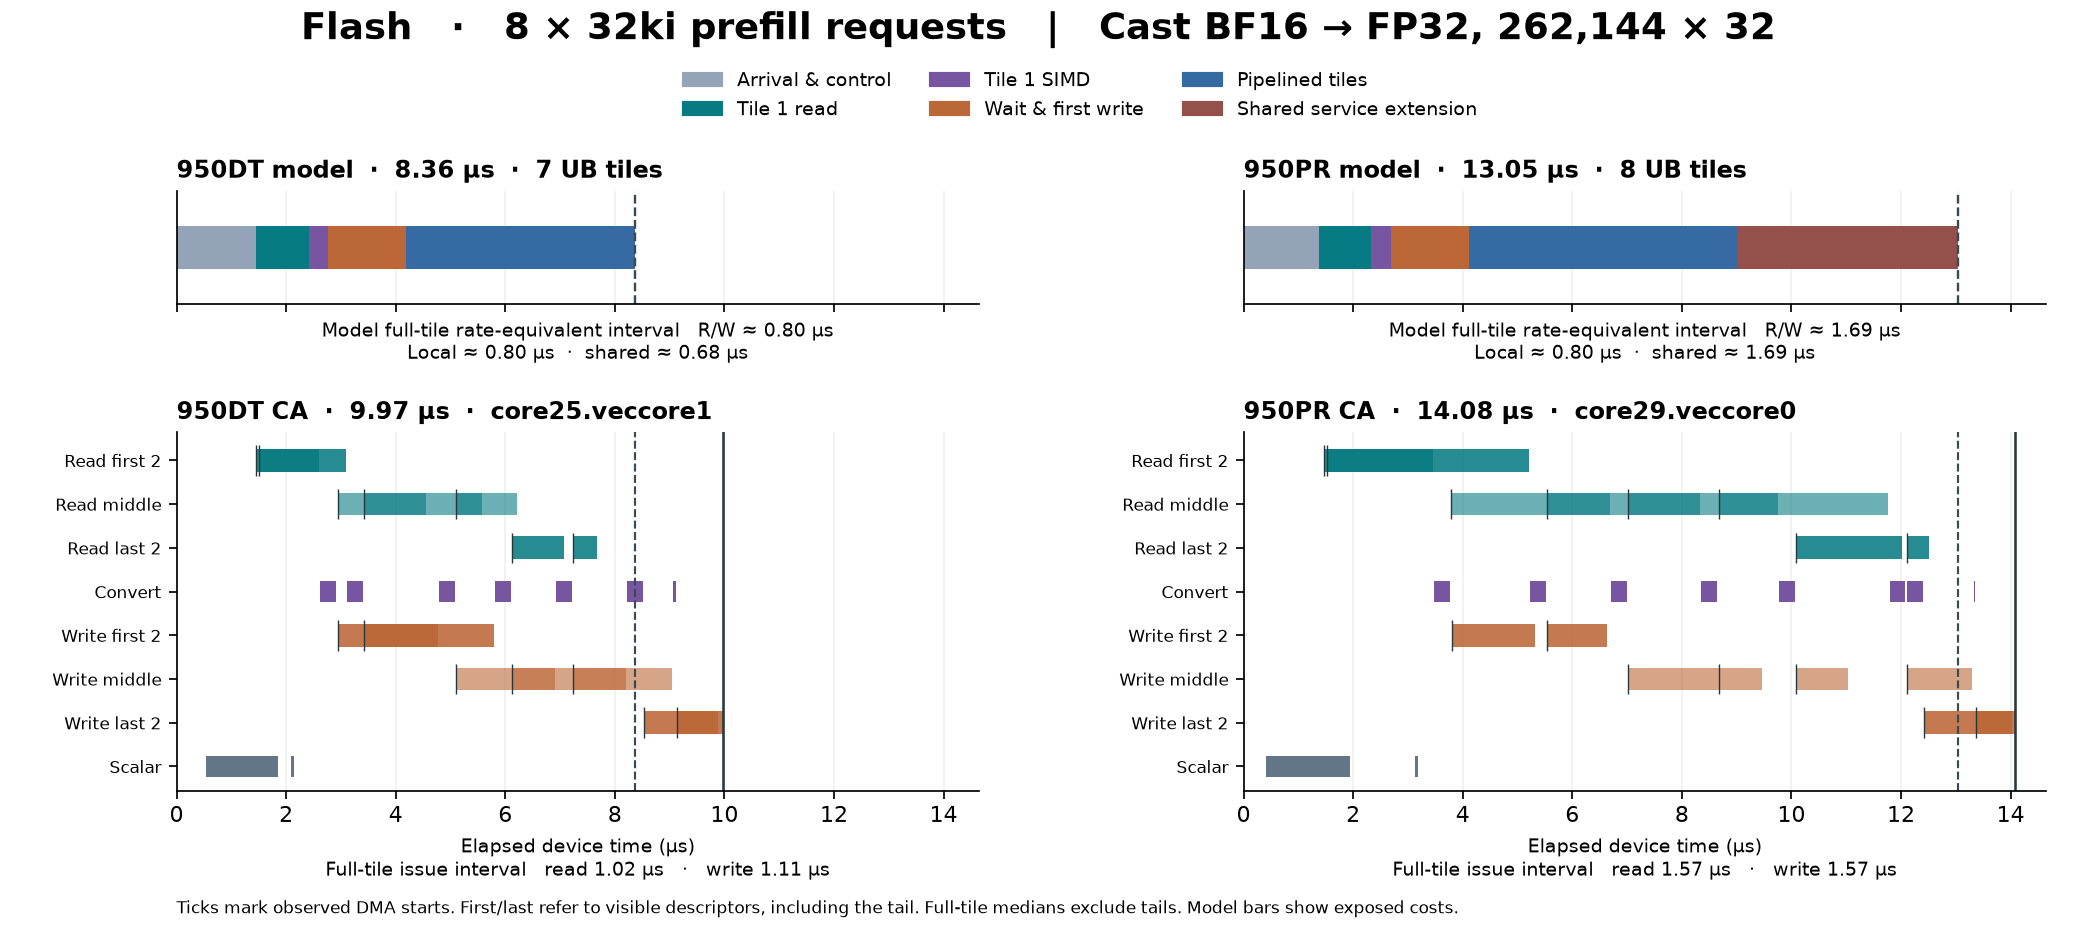 Flash · 8 × 32ki prefill requests | Cast BF16 → FP32, 262,144 × 32
Arrival & control
Tile 1 SIMD
Pipelined tiles
Tile 1 read
Wait & first write
Shared service extension
950DT model · 8.36 µs · 7 UB tiles
Model full-tile rate-equivalent interval R/W ≈ 0.80 µs
Local ≈ 0.80 µs · shared ≈ 0.68 µs
950PR model · 13.05 µs · 8 UB tiles
Model full-tile rate-equivalent interval R/W ≈ 1.69 µs
Local ≈ 0.80 µs · shared ≈ 1.69 µs
950DT CA · 9.97 µs · core25.veccore1
Read first 2
Read middle
Read last 2
Convert
Write first 2
Write middle
Write last 2
Scalar
0 2 4 6 8 10 12 14
Elapsed device time (µs)
Full-tile issue interval read 1.02 µs · write 1.11 µs
950PR CA · 14.08 µs · core29.veccore0
Read first 2
Read middle
Read last 2
Convert
Write first 2
Write middle
Write last 2
Scalar
0 2 4 6 8 10 12 14
Elapsed device time (µs)
Full-tile issue interval read 1.57 µs · write 1.57 µs
Ticks mark observed DMA starts. First/last refer to visible descriptors, including the tail. Full-tile medians exclude tails. Model bars show exposed costs.